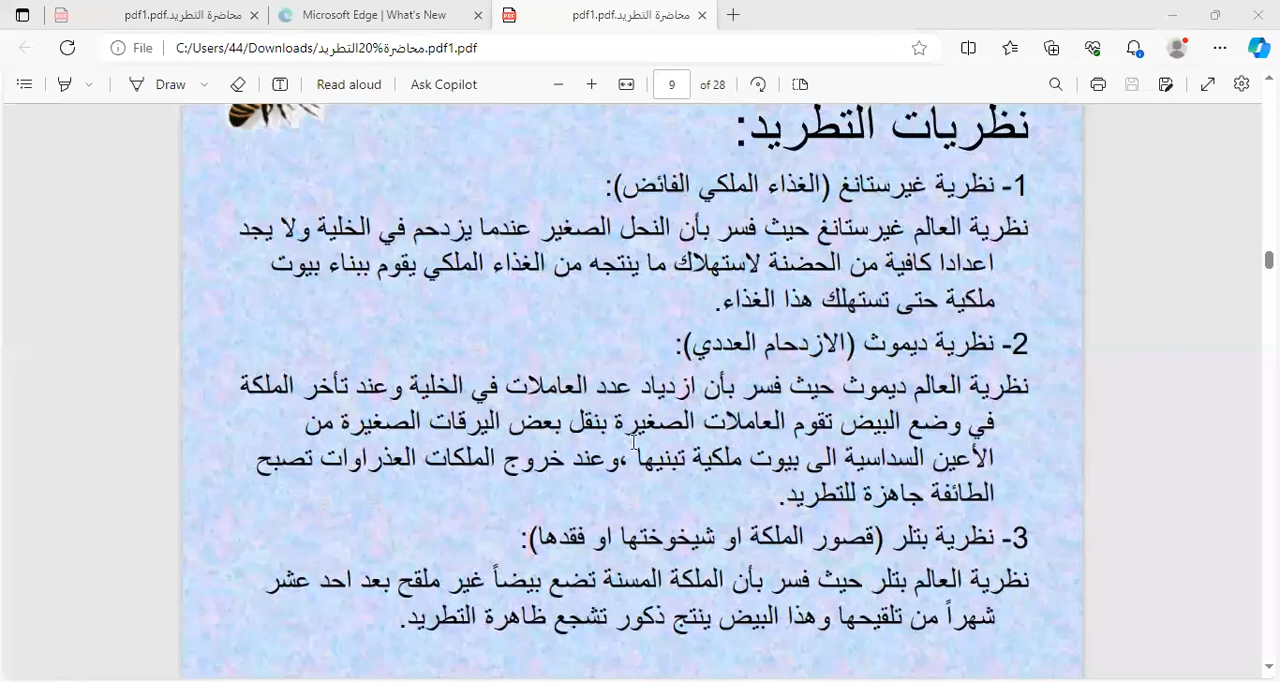 محاضرة التطريد.pdf1.pdf
Microsoft Edge | What's New
محاضرة التطريد.pdf1.pdf
File
C:/Users/44/Downloads/محاضرة%20التطريد.pdf1.pdf
Draw
Read aloud
Ask Copilot
9 of 28
نظريات التطريد:
1- نظرية غيرستانغ (الغذاء الملكي الفائض):
نظرية العالم غيرستانغ حيث فسر بأن النحل الصغير عندما يزدحم في الخلية ولا يجد
اعدادا كافية من الحضنة لاستهلاك ما ينتجه من الغذاء الملكي يقوم ببناء بيوت
ملكية حتى تستهلك هذا الغذاء.
2- نظرية ديموث (الازدحام العددي):
نظرية العالم ديموث حيث فسر بأن ازدياد عدد العاملات في الخلية وعند تأخر الملكة
في وضع البيض تقوم العاملات الصغيرة بنقل بعض اليرقات الصغيرة من
الأعين السداسية الى بيوت ملكية تبنيها ،وعند خروج الملكات العذراوات تصبح
الطائفة جاهزة للتطريد.
3- نظرية بتلر (قصور الملكة او شيخوختها او فقدها):
نظرية العالم بتلر حيث فسر بأن الملكة المسنة تضع بيضاً غير ملقح بعد احد عشر
شهراً من تلقيحها وهذا البيض ينتج ذكور تشجع ظاهرة التطريد.